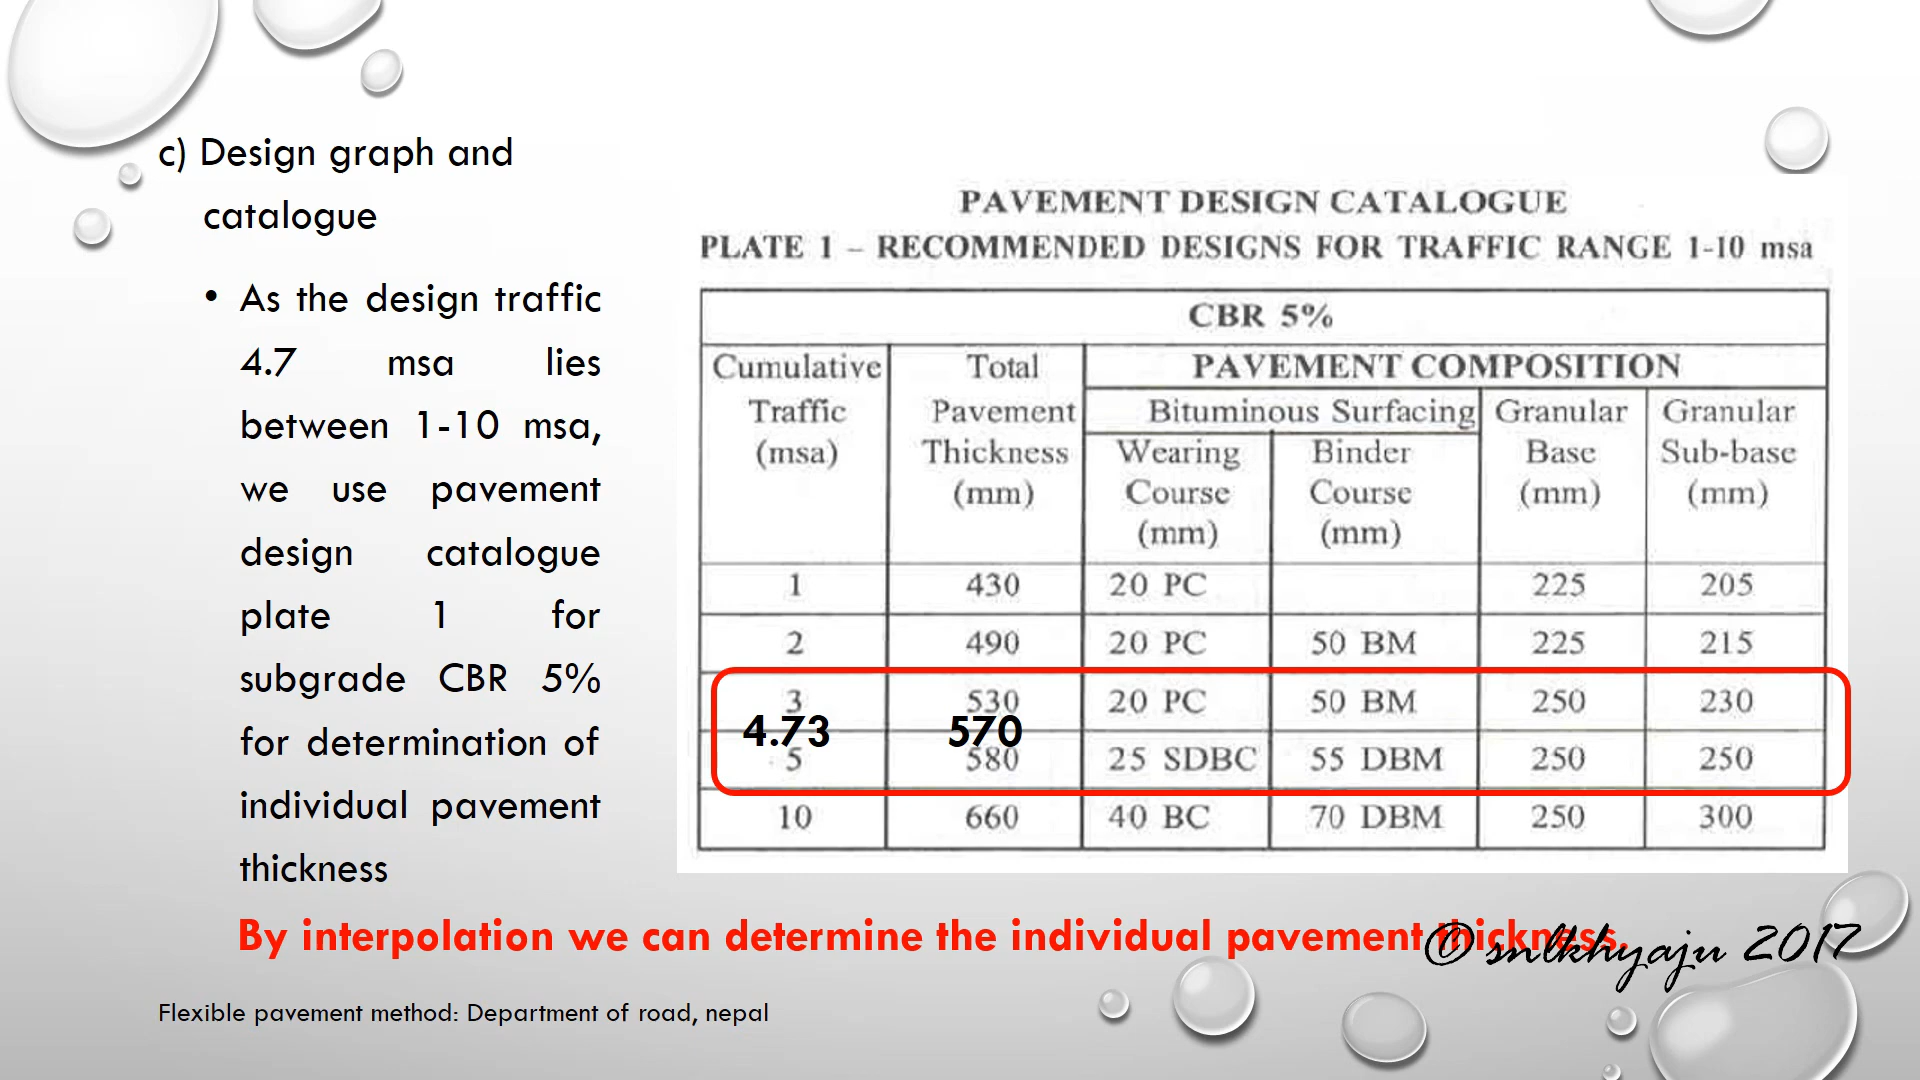 c) Design graph and
catalogue
• As the design traffic
4.7 msa lies
between 1-10 msa,
we use pavement
design catalogue
plate 1 for
subgrade CBR 5%
for determination of
individual pavement
thickness
PAVEMENT DESIGN CATALOGUE
PLATE 1 – RECOMMENDED DESIGNS FOR TRAFFIC RANGE 1-10 msa
CBR 5%
Cumulative Traffic (msa) Total Pavement Thickness (mm) PAVEMENT COMPOSITION
Bituminous Surfacing Granular Base (mm) Granular Sub-base (mm)
Wearing Course (mm) Binder Course (mm)
1 430 20 PC 225 205
2 490 20 PC 50 BM 225 215
3 530 20 PC 50 BM 250 230
4.73 570
5 580 25 SDBC 55 DBM 250 250
10 660 40 BC 70 DBM 250 300
By interpolation we can determine the individual pavement thickness.
© snlkhyaju 2017
Flexible pavement method: Department of road, nepal